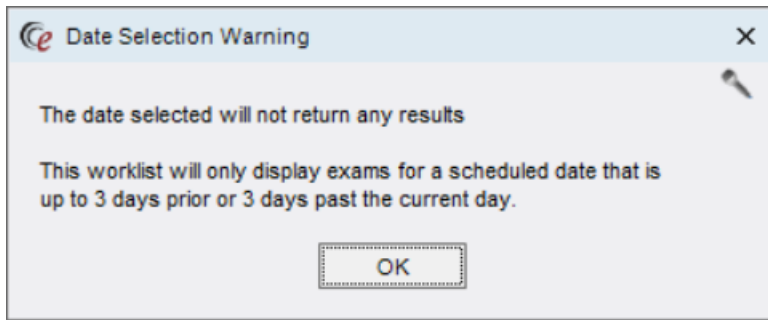 Date Selection Warning
The date selected will not return any results
This worklist will only display exams for a scheduled date that is
up to 3 days prior or 3 days past the current day.
OK